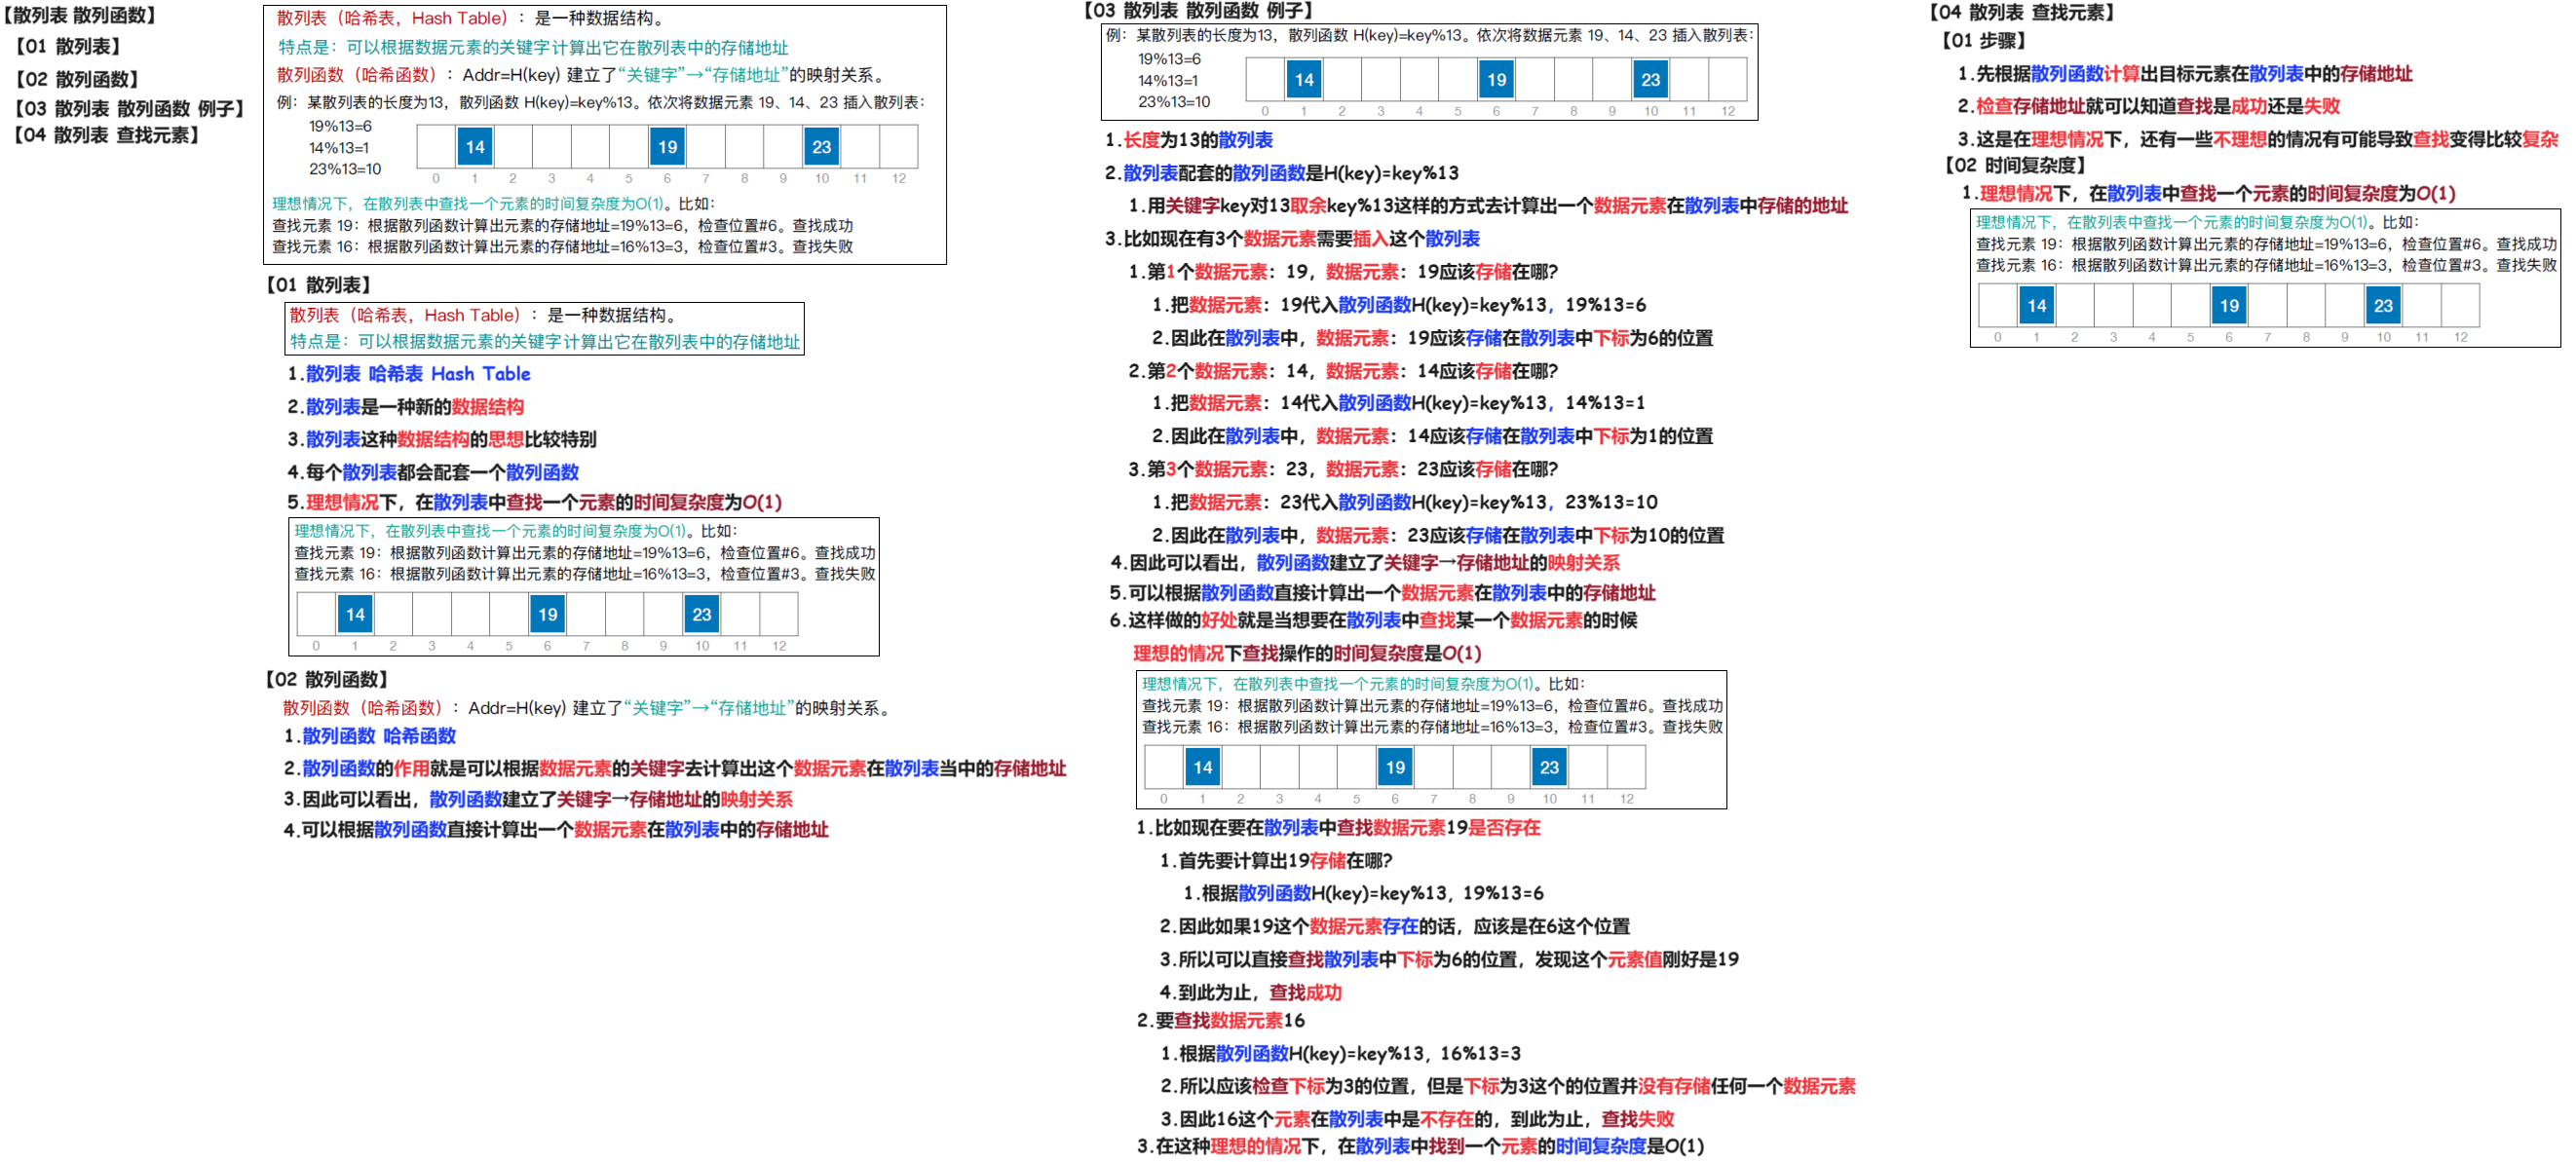 【散列表 散列函数】
【01 散列表】
【02 散列函数】
【03 散列表 散列函数 例子】
【04 散列表 查找元素】
散列表（哈希表，Hash Table）：是一种数据结构。
特点是：可以根据数据元素的关键字计算出它在散列表中的存储地址
散列函数（哈希函数）：Addr=H(key) 建立了“关键字”→“存储地址”的映射关系。
例：某散列表的长度为13，散列函数 H(key)=key%13。依次将数据元素 19、14、23 插入散列表：
19%13=6
14%13=1
23%13=10
14 19 23
0 1 2 3 4 5 6 7 8 9 10 11 12
理想情况下，在散列表中查找一个元素的时间复杂度为O(1)。比如：
查找元素 19：根据散列函数计算出元素的存储地址=19%13=6，检查位置#6。查找成功
查找元素 16：根据散列函数计算出元素的存储地址=16%13=3，检查位置#3。查找失败
【01 散列表】
散列表（哈希表，Hash Table）：是一种数据结构。
特点是：可以根据数据元素的关键字计算出它在散列表中的存储地址
1.散列表 哈希表 Hash Table
2.散列表是一种新的数据结构
3.散列表这种数据结构的思想比较特别
4.每个散列表都会配套一个散列函数
5.理想情况下，在散列表中查找一个元素的时间复杂度为O(1)
理想情况下，在散列表中查找一个元素的时间复杂度为O(1)。比如：
查找元素 19：根据散列函数计算出元素的存储地址=19%13=6，检查位置#6。查找成功
查找元素 16：根据散列函数计算出元素的存储地址=16%13=3，检查位置#3。查找失败
14 19 23
0 1 2 3 4 5 6 7 8 9 10 11 12
【02 散列函数】
散列函数（哈希函数）：Addr=H(key) 建立了“关键字”→“存储地址”的映射关系。
1.散列函数 哈希函数
2.散列函数的作用就是可以根据数据元素的关键字去计算出这个数据元素在散列表当中的存储地址
3.因此可以看出，散列函数建立了关键字→存储地址的映射关系
4.可以根据散列函数直接计算出一个数据元素在散列表中的存储地址
【03 散列表 散列函数 例子】
例：某散列表的长度为13，散列函数 H(key)=key%13。依次将数据元素 19、14、23 插入散列表：
19%13=6
14%13=1
23%13=10
14 19 23
0 1 2 3 4 5 6 7 8 9 10 11 12
1.长度为13的散列表
2.散列表配套的散列函数是H(key)=key%13
1.用关键字key对13取余key%13这样的方式去计算出一个数据元素在散列表中存储的地址
3.比如现在有3个数据元素需要插入这个散列表
1.第1个数据元素：19，数据元素：19应该存储在哪?
1.把数据元素：19代入散列函数H(key)=key%13，19%13=6
2.因此在散列表中，数据元素：19应该存储在散列表中下标为6的位置
2.第2个数据元素：14，数据元素：14应该存储在哪?
1.把数据元素：14代入散列函数H(key)=key%13，14%13=1
2.因此在散列表中，数据元素：14应该存储在散列表中下标为1的位置
3.第3个数据元素：23，数据元素：23应该存储在哪?
1.把数据元素：23代入散列函数H(key)=key%13，23%13=10
2.因此在散列表中，数据元素：23应该存储在散列表中下标为10的位置
4.因此可以看出，散列函数建立了关键字→存储地址的映射关系
5.可以根据散列函数直接计算出一个数据元素在散列表中的存储地址
6.这样做的好处就是当想要在散列表中查找某一个数据元素的时候
理想的情况下查找操作的时间复杂度是O(1)
理想情况下，在散列表中查找一个元素的时间复杂度为O(1)。比如：
查找元素 19：根据散列函数计算出元素的存储地址=19%13=6，检查位置#6。查找成功
查找元素 16：根据散列函数计算出元素的存储地址=16%13=3，检查位置#3。查找失败
14 19 23
0 1 2 3 4 5 6 7 8 9 10 11 12
1.比如现在要在散列表中查找数据元素19是否存在
1.首先要计算出19存储在哪?
1.根据散列函数H(key)=key%13，19%13=6
2.因此如果19这个数据元素存在的话，应该是在6这个位置
3.所以可以直接查找散列表中下标为6的位置，发现这个元素值刚好是19
4.到此为止，查找成功
2.要查找数据元素16
1.根据散列函数H(key)=key%13，16%13=3
2.所以应该检查下标为3的位置，但是下标为3这个的位置并没有存储任何一个数据元素
3.因此16这个元素在散列表中是不存在的，到此为止，查找失败
3.在这种理想的情况下，在散列表中找到一个元素的时间复杂度是O(1)
【04 散列表 查找元素】
【01 步骤】
1.先根据散列函数计算出目标元素在散列表中的存储地址
2.检查存储地址就可以知道查找是成功还是失败
3.这是在理想情况下，还有一些不理想的情况有可能导致查找变得比较复杂
【02 时间复杂度】
1.理想情况下，在散列表中查找一个元素的时间复杂度为O(1)
理想情况下，在散列表中查找一个元素的时间复杂度为O(1)。比如：
查找元素 19：根据散列函数计算出元素的存储地址=19%13=6，检查位置#6。查找成功
查找元素 16：根据散列函数计算出元素的存储地址=16%13=3，检查位置#3。查找失败
14 19 23
0 1 2 3 4 5 6 7 8 9 10 11 12